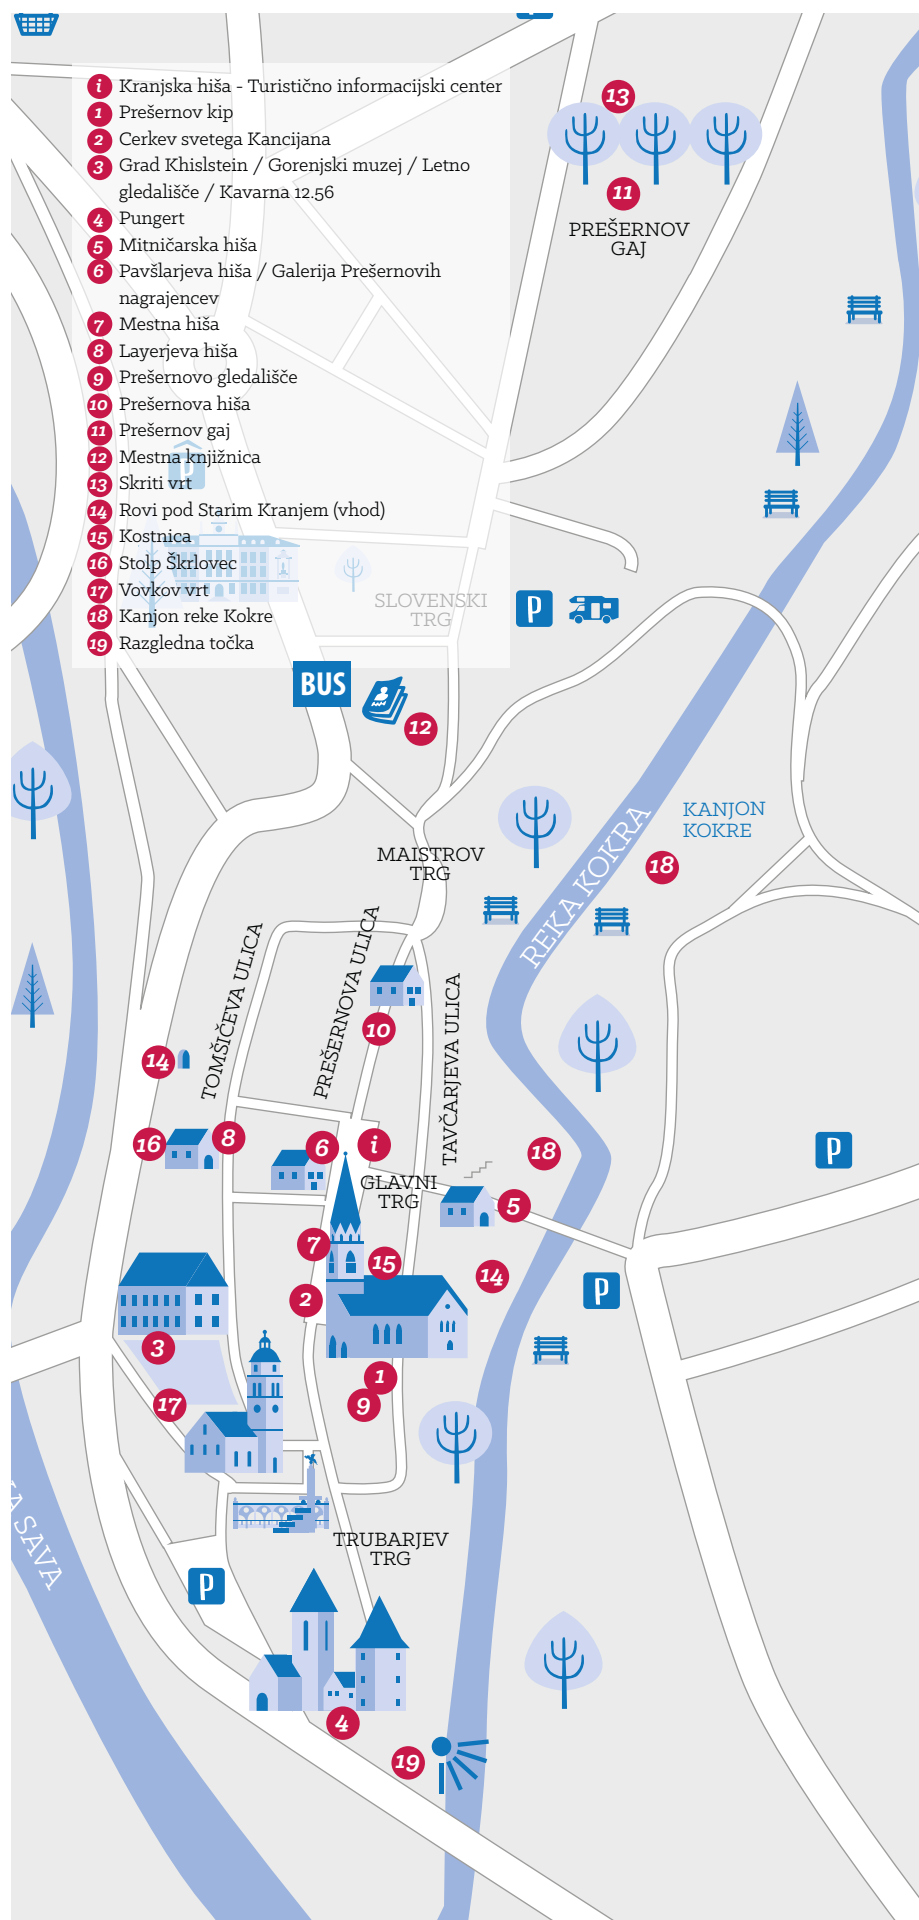 i Kranjska hiša - Turistično informacijski center
1 Prešernov kip
2 Cerkev svetega Kancijana
3 Grad Khislstein / Gorenjski muzej / Letno
gledališče / Kavarna 12.56
4 Pungert
5 Mitničarska hiša
6 Pavšlarjeva hiša / Galerija Prešernovih
nagrajencev
7 Mestna hiša
8 Layerjeva hiša
9 Prešernovo gledališče
10 Prešernova hiša
11 Prešernov gaj
12 Mestna knjižnica
13 Skriti vrt
14 Rovi pod Starim Kranjem (vhod)
15 Kostnica
16 Stolp Škrlovec
17 Vovkov vrt
18 Kanjon reke Kokre
19 Razgledna točka
13
11
PREŠERNOV
GAJ
P
SLOVENSKI
TRG
P
BUS
12
KANJON
KOKRE
REKA KOKRA
18
MAISTROV
TRG
TOMŠIČEVA ULICA
PREŠERNOVA ULICA
TAVČARJEVA ULICA
10
14
16
8
6
i
18
P
GLAVNI
TRG
5
7
15
14
2
P
3
1
9
17
SAVA
TRUBARJEV
TRG
P
4
19